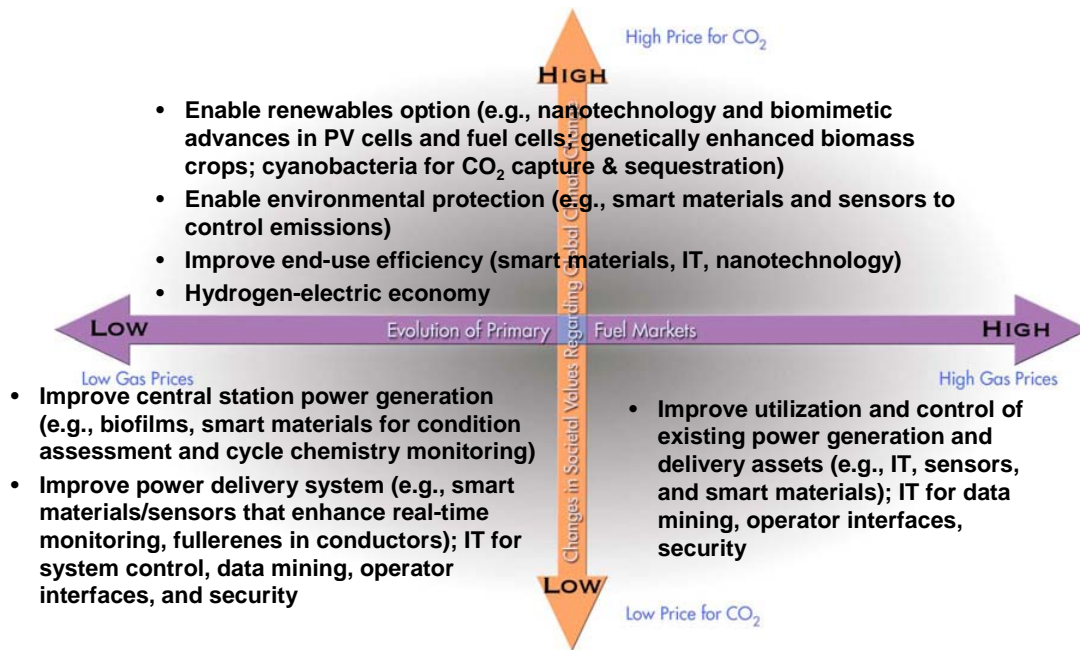 High Price for CO₂
HIGH
• Enable renewables option (e.g., nanotechnology and biomimetic
advances in PV cells and fuel cells; genetically enhanced biomass
crops; cyanobacteria for CO₂ capture & sequestration)
• Enable environmental protection (e.g., smart materials and sensors to
control emissions)
• Improve end-use efficiency (smart materials, IT, nanotechnology)
• Hydrogen-electric economy
Changes in Societal Values Regarding Global Climate Change
LOW
Evolution of Primary Fuel Markets
HIGH
Low Gas Prices
High Gas Prices
• Improve central station power generation
(e.g., biofilms, smart materials for condition
assessment and cycle chemistry monitoring)
• Improve power delivery system (e.g., smart
materials/sensors that enhance real-time
monitoring, fullerenes in conductors); IT for
system control, data mining, operator
interfaces, and security
• Improve utilization and control of
existing power generation and
delivery assets (e.g., IT, sensors,
and smart materials); IT for data
mining, operator interfaces,
security
LOW
Low Price for CO₂